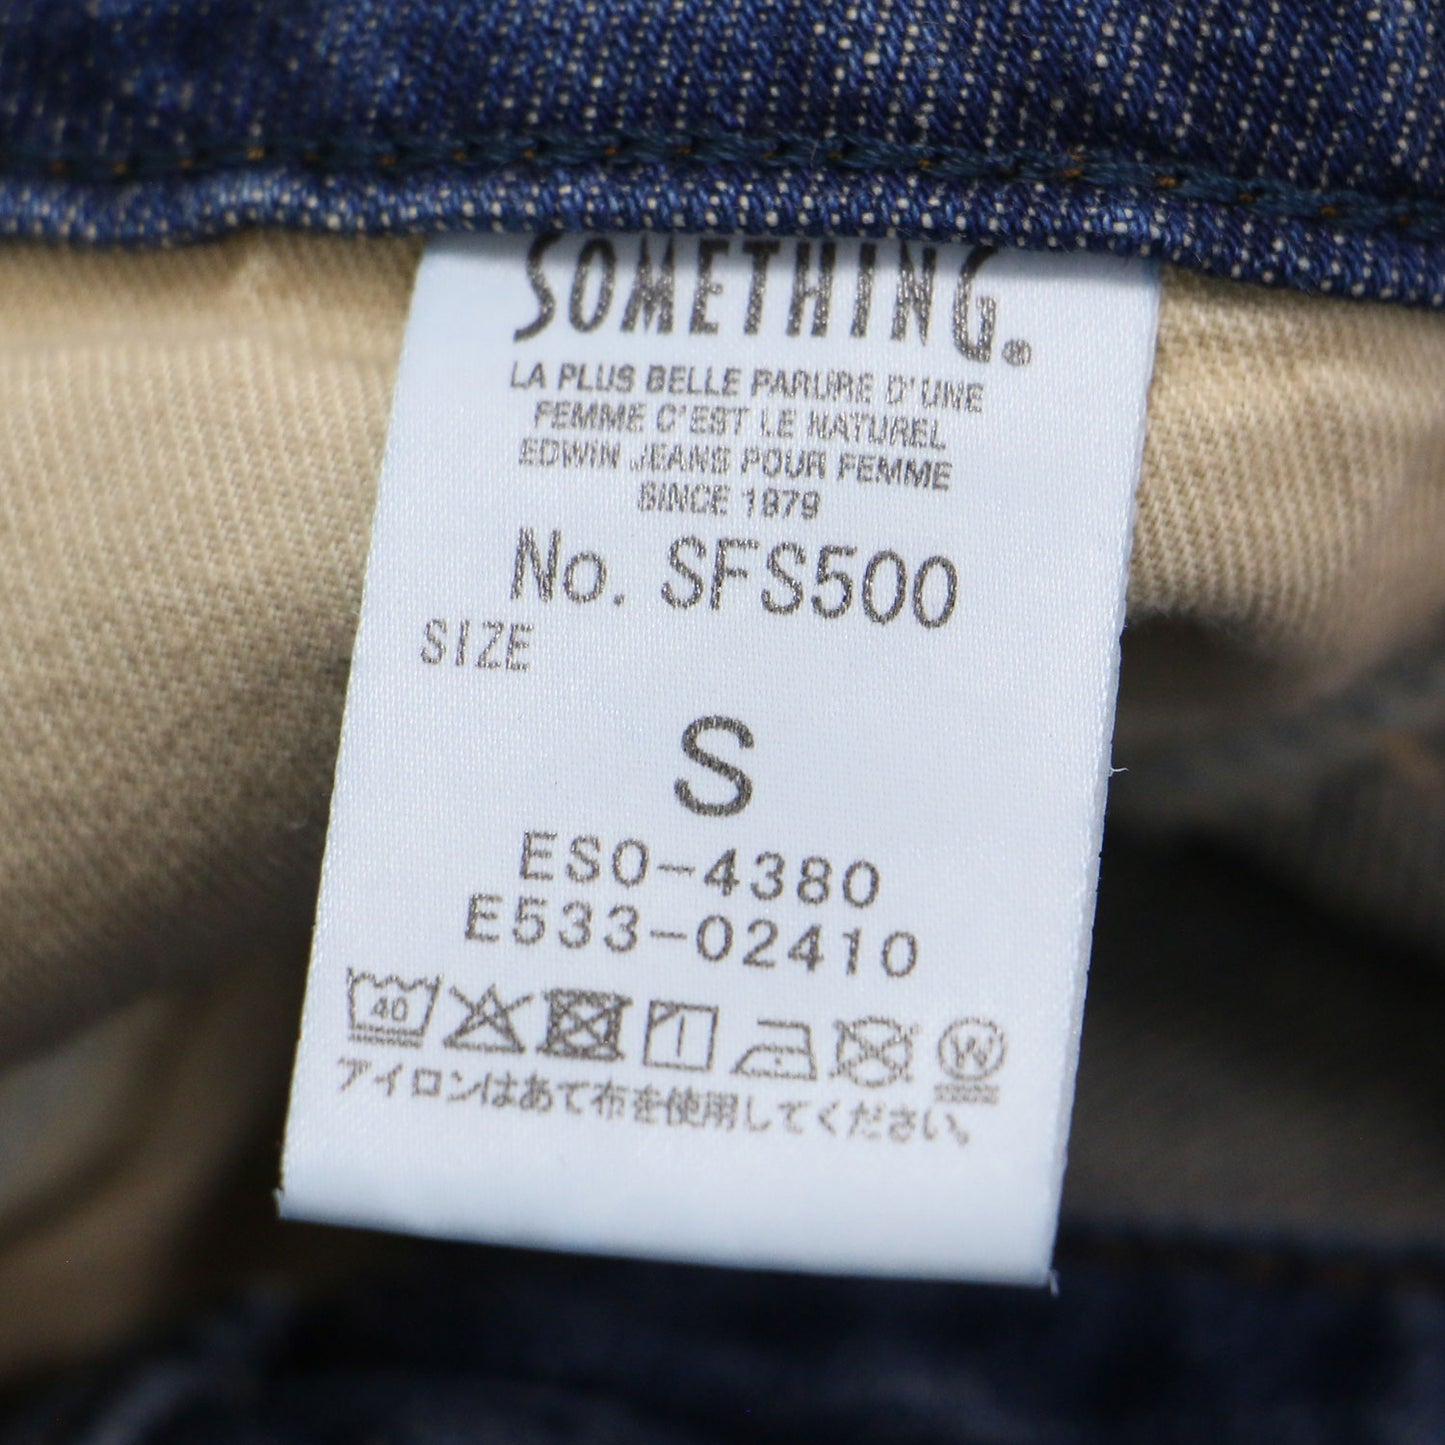 SOMETHING®
LA PLUS BELLE PARURE D'UNE
FEMME C'EST LE NATUREL
EDWIN JEANS POUR FEMME
SINCE 1979
No. SFS500
SIZE
S
ESO-4380
E533-02410
40
W
アイロンはあて布を使用してください。